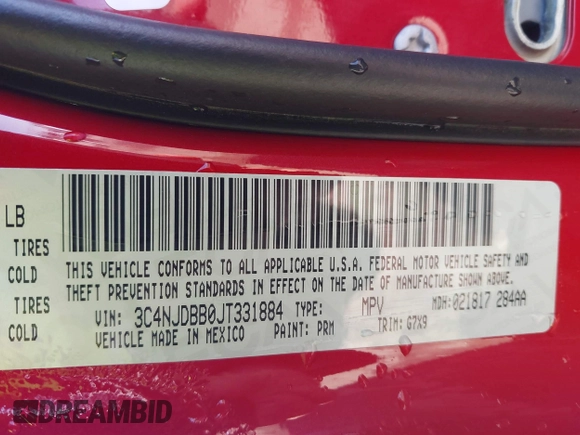 LB
TIRES
COLD
TIRES
COLD
THIS VEHICLE CONFORMS TO ALL APPLICABLE U.S.A. FEDERAL MOTOR VEHICLE SAFETY AND
THEFT PREVENTION STANDARDS IN EFFECT ON THE DATE OF MANUFACTURE SHOWN ABOVE.
VIN: 3C4NJDBB0JT331884 TYPE: MPV MDH:021817 284AA
VEHICLE MADE IN MEXICO PAINT: PRM TRIM: G7X9
DREAMBID